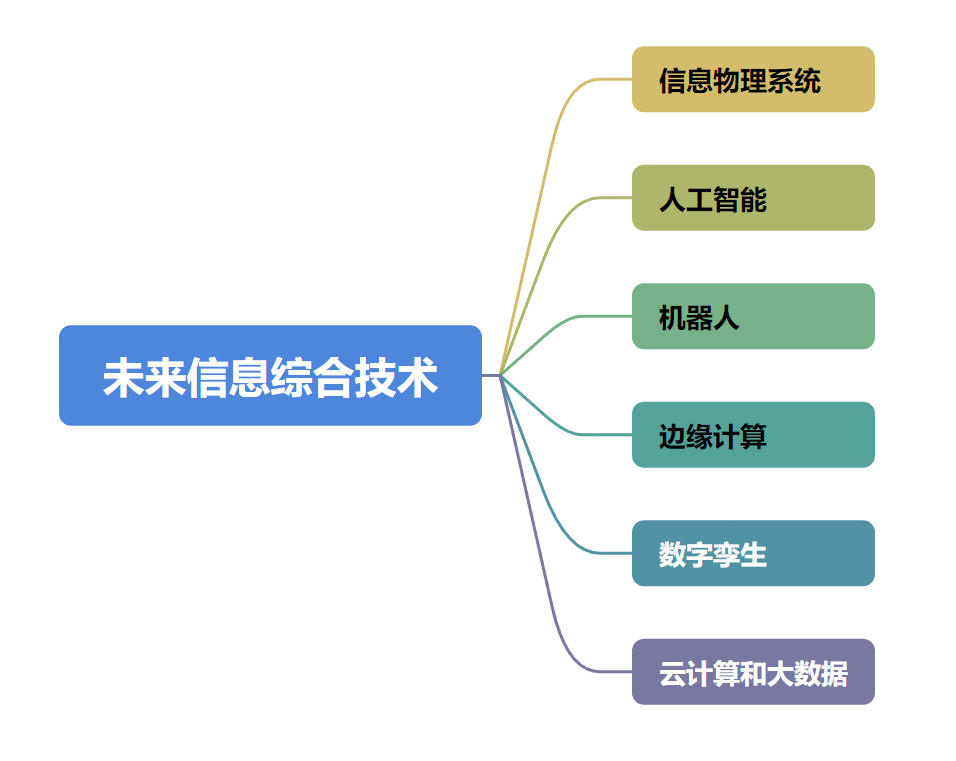 未来信息综合技术
信息物理系统
人工智能
机器人
边缘计算
数字孪生
云计算和大数据